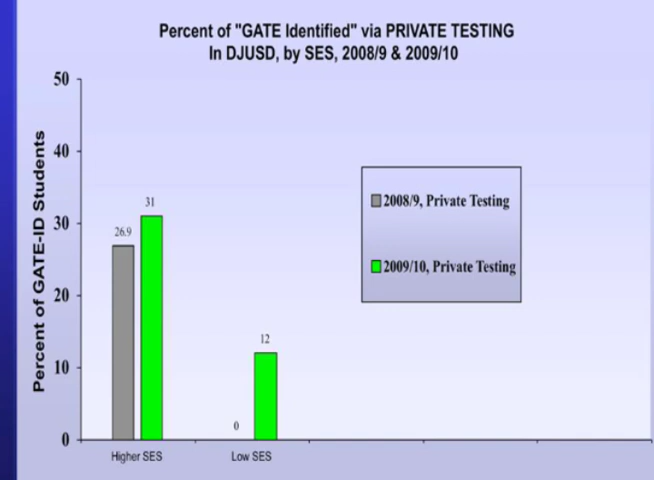 Percent of "GATE Identified" via PRIVATE TESTING
In DJUSD, by SES, 2008/9 & 2009/10
Percent of GATE-ID Students
50
40
30
20
10
0
26.9
31
0
12
2008/9, Private Testing
2009/10, Private Testing
Higher SES
Low SES